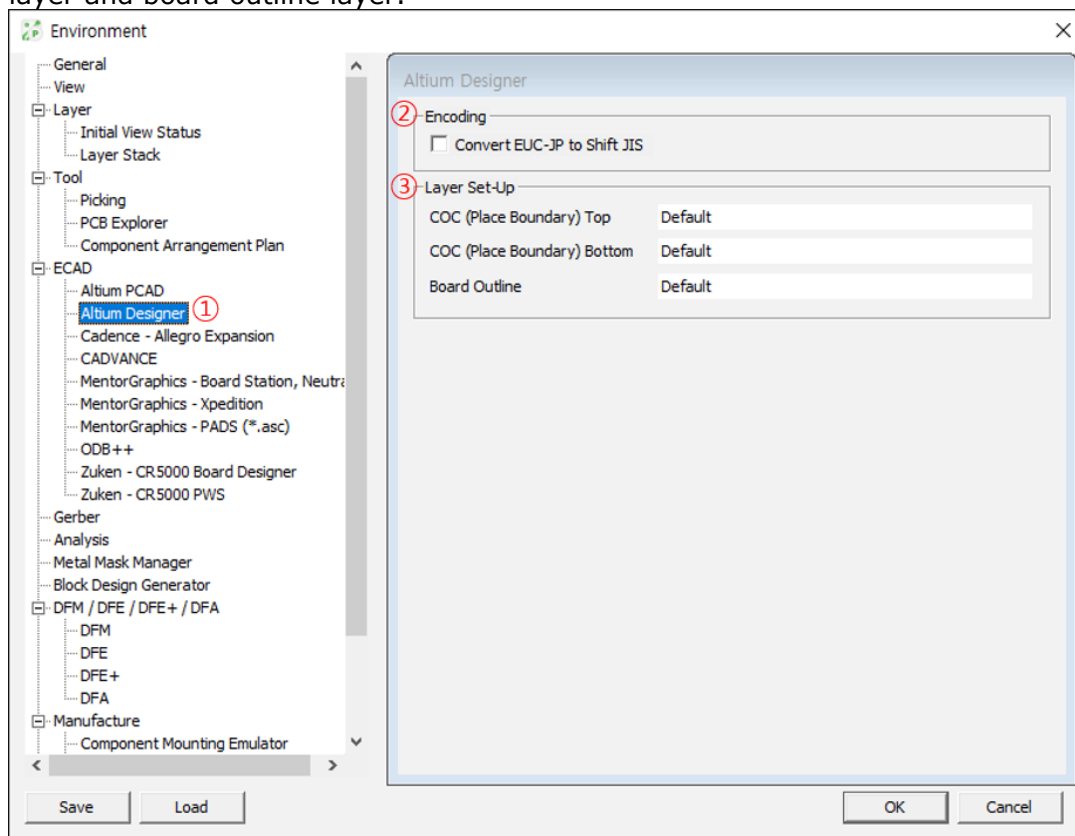 layer and board outline layer.
Environment
General
View
Layer
Initial View Status
Layer Stack
Tool
Picking
PCB Explorer
Component Arrangement Plan
ECAD
Altium PCAD
Altium Designer ①
Cadence - Allegro Expansion
CADVANCE
MentorGraphics - Board Station, Neutra
MentorGraphics - Xpedition
MentorGraphics - PADS (*.asc)
ODB++
Zuken - CR5000 Board Designer
Zuken - CR5000 PWS
Gerber
Analysis
Metal Mask Manager
Block Design Generator
DFM / DFE / DFE+ / DFA
DFM
DFE
DFE+
DFA
Manufacture
Component Mounting Emulator
Altium Designer
② Encoding
Convert EUC-JP to Shift JIS
③ Layer Set-Up
COC (Place Boundary) Top Default
COC (Place Boundary) Bottom Default
Board Outline Default
Save Load OK Cancel